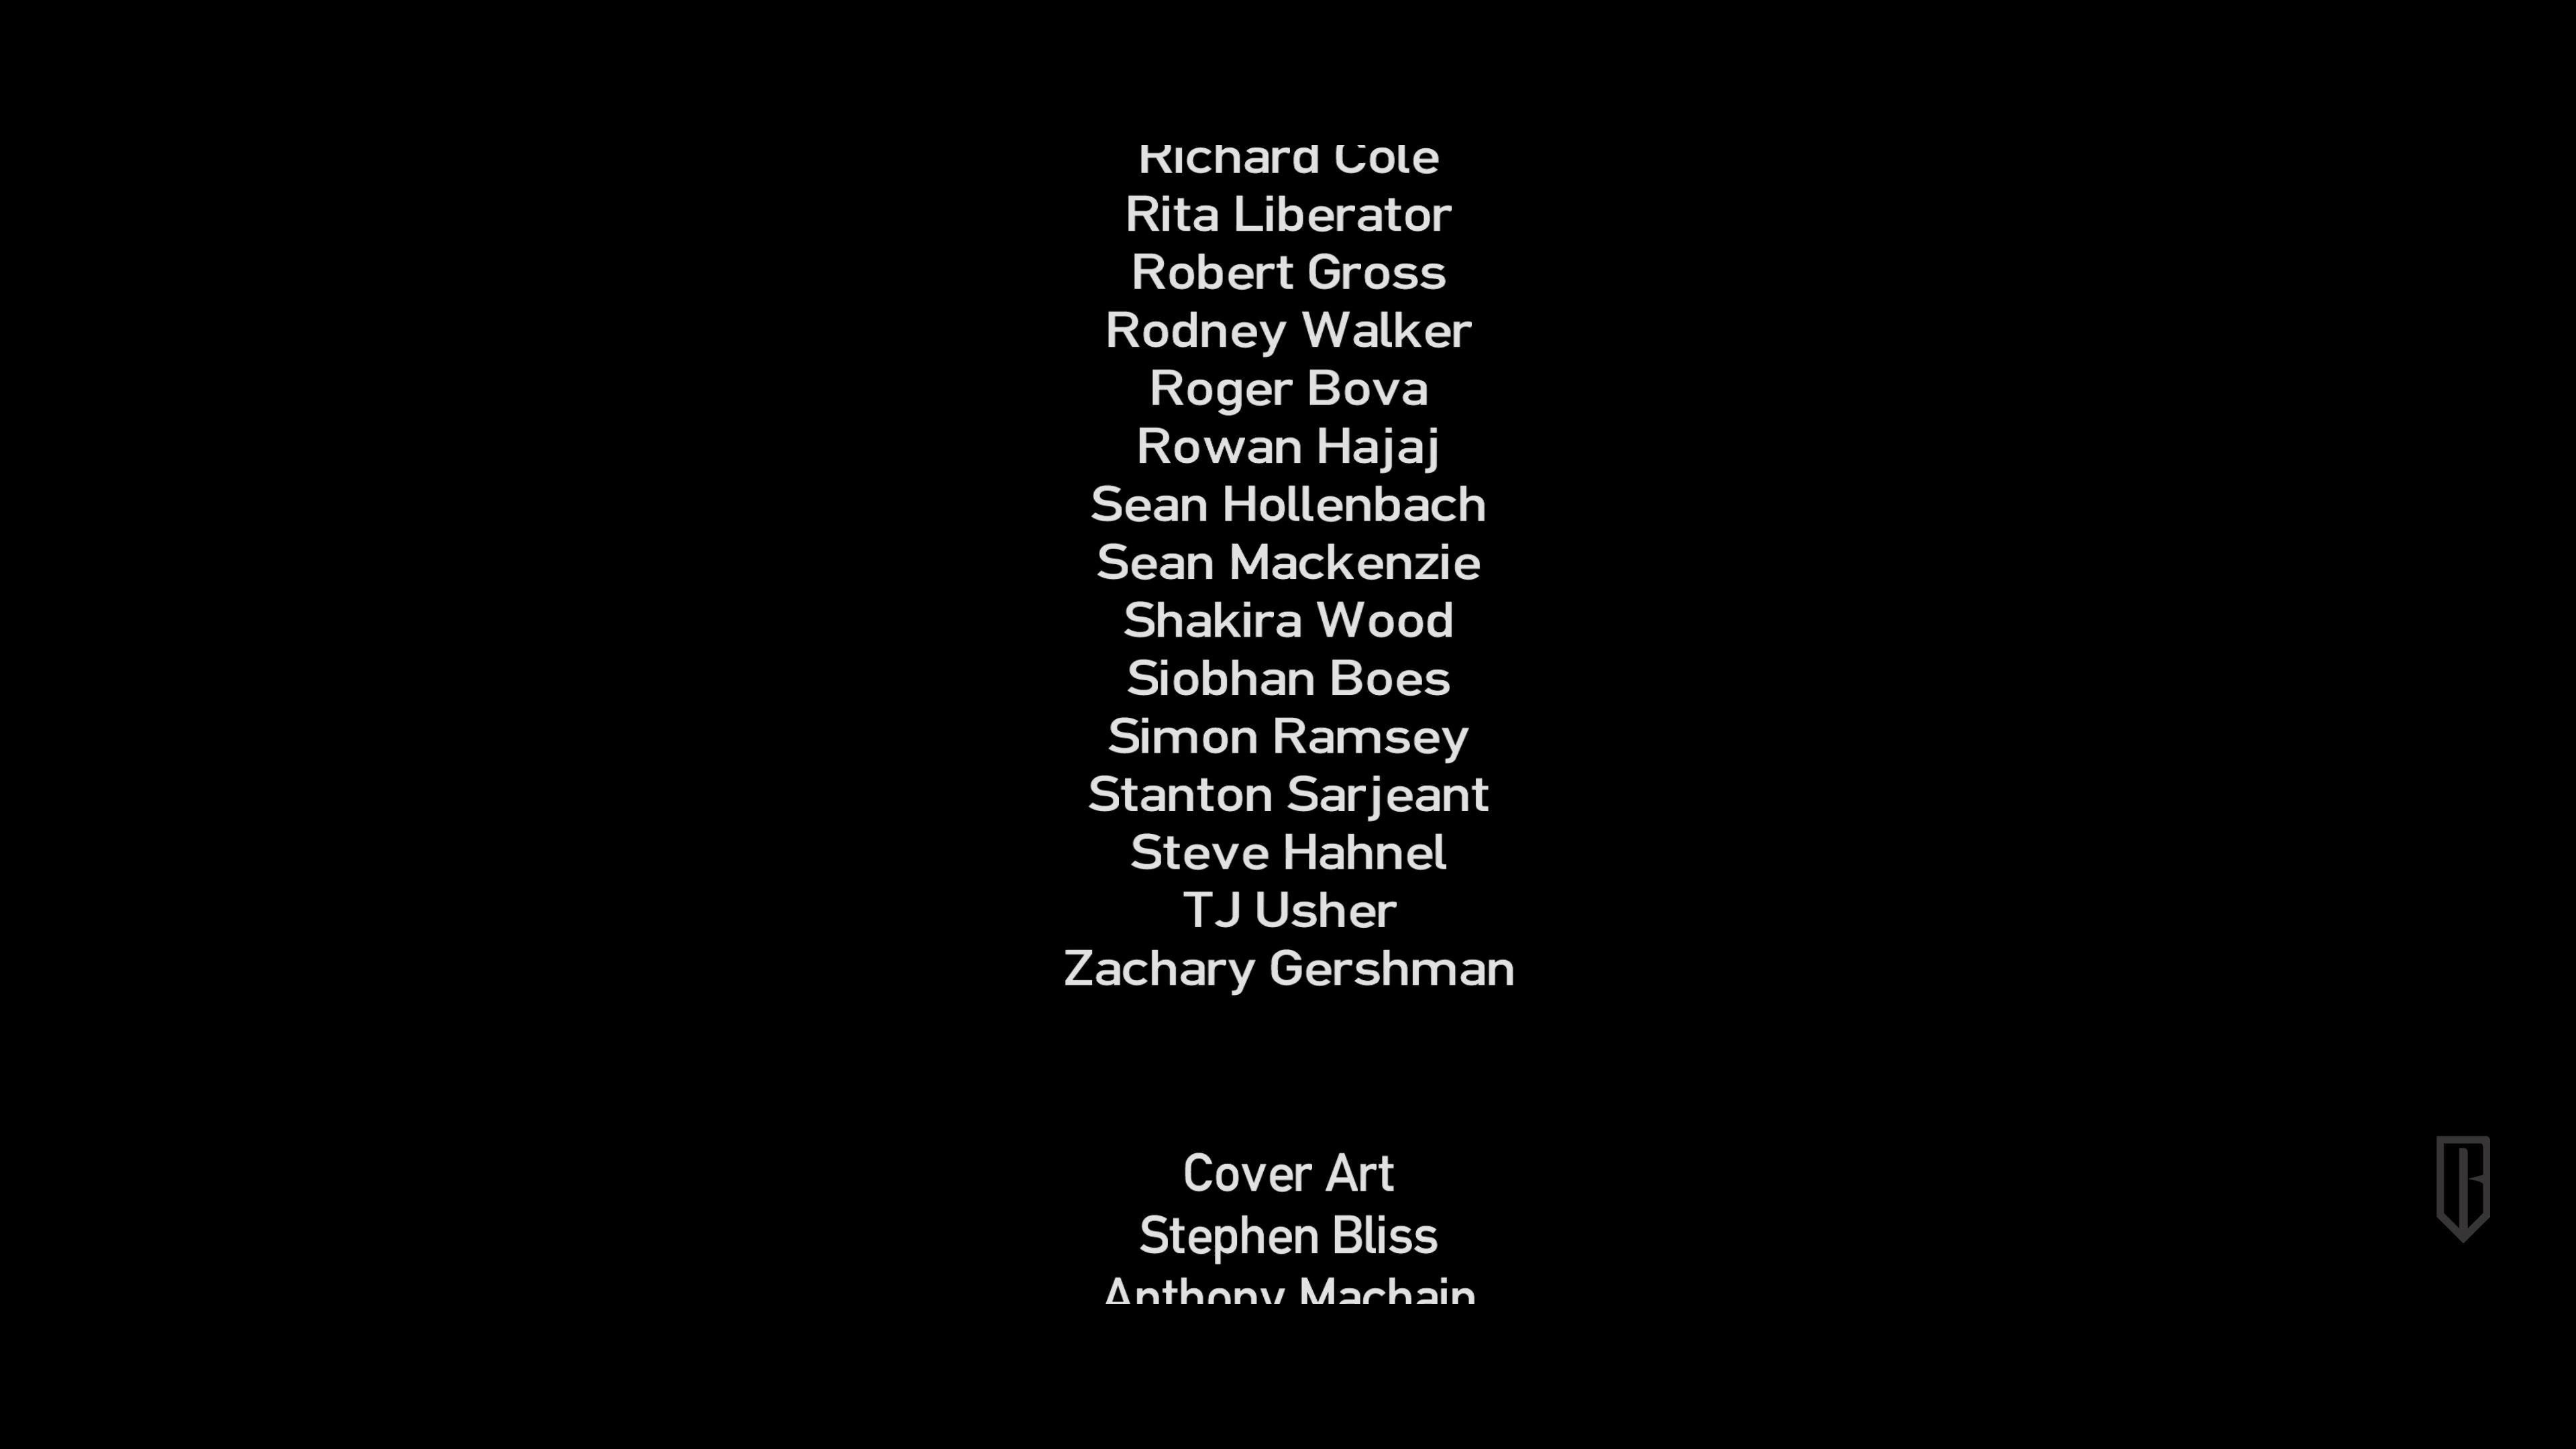 Richard Cole
Rita Liberator
Robert Gross
Rodney Walker
Roger Bova
Rowan Hajaj
Sean Hollenbach
Sean Mackenzie
Shakira Wood
Siobhan Boes
Simon Ramsey
Stanton Sarjeant
Steve Hahnel
TJ Usher
Zachary Gershman
Cover Art
Stephen Bliss
Anthony Machain